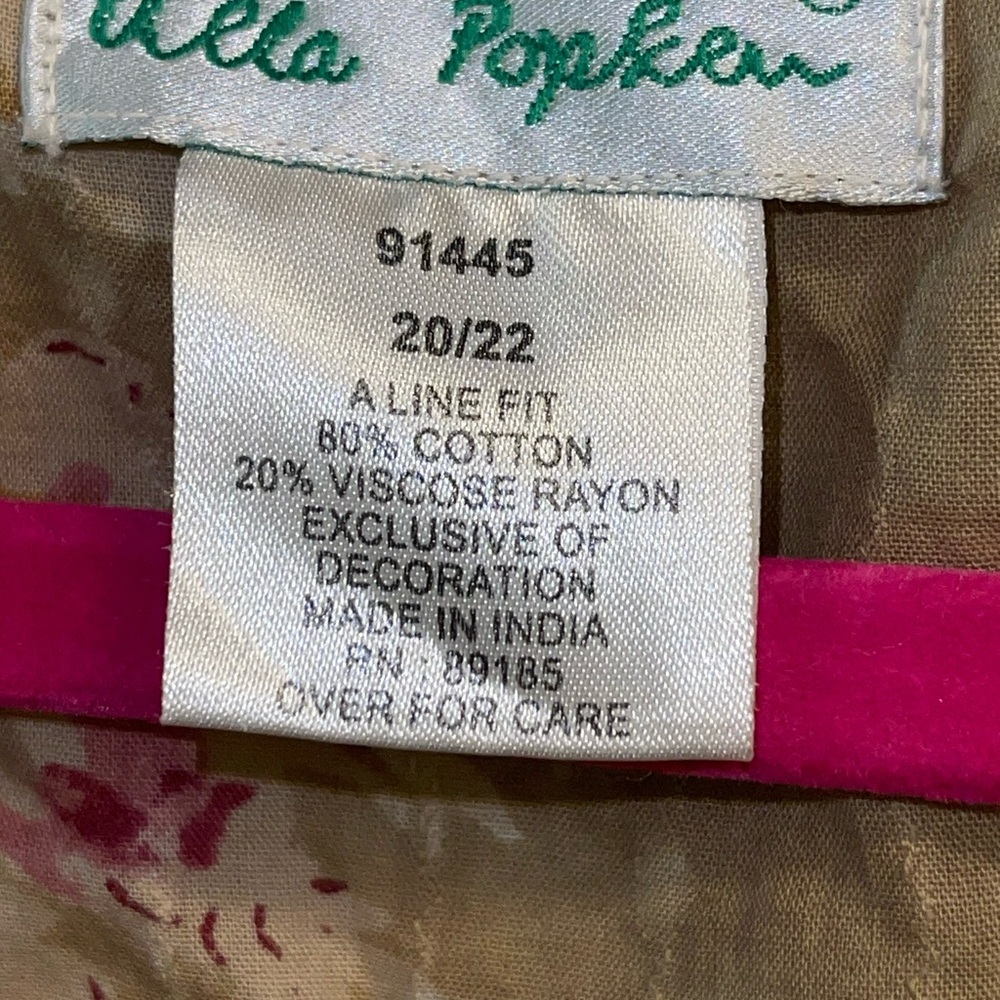 Ulla Popken
91445
20/22
A LINE FIT
80% COTTON
20% VISCOSE RAYON
EXCLUSIVE OF
DECORATION
MADE IN INDIA
RN : 89185
OVER FOR CARE